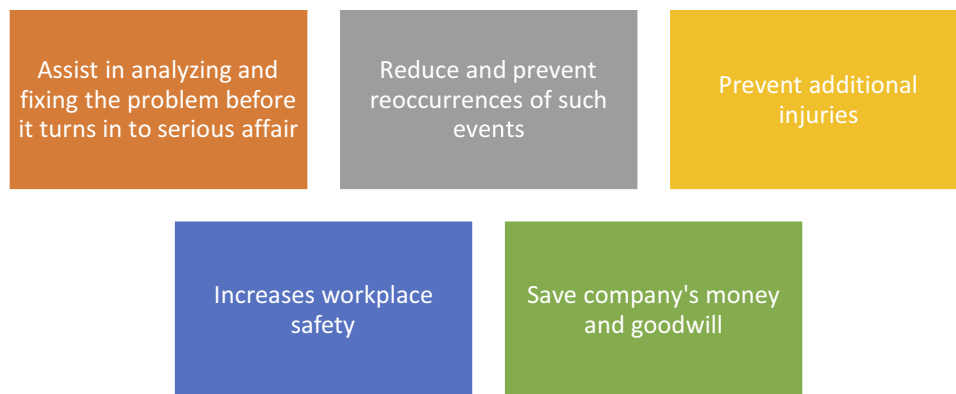 Assist in analyzing and
fixing the problem before
it turns in to serious affair
Reduce and prevent
reoccurrences of such
events
Prevent additional
injuries
Increases workplace
safety
Save company's money
and goodwill